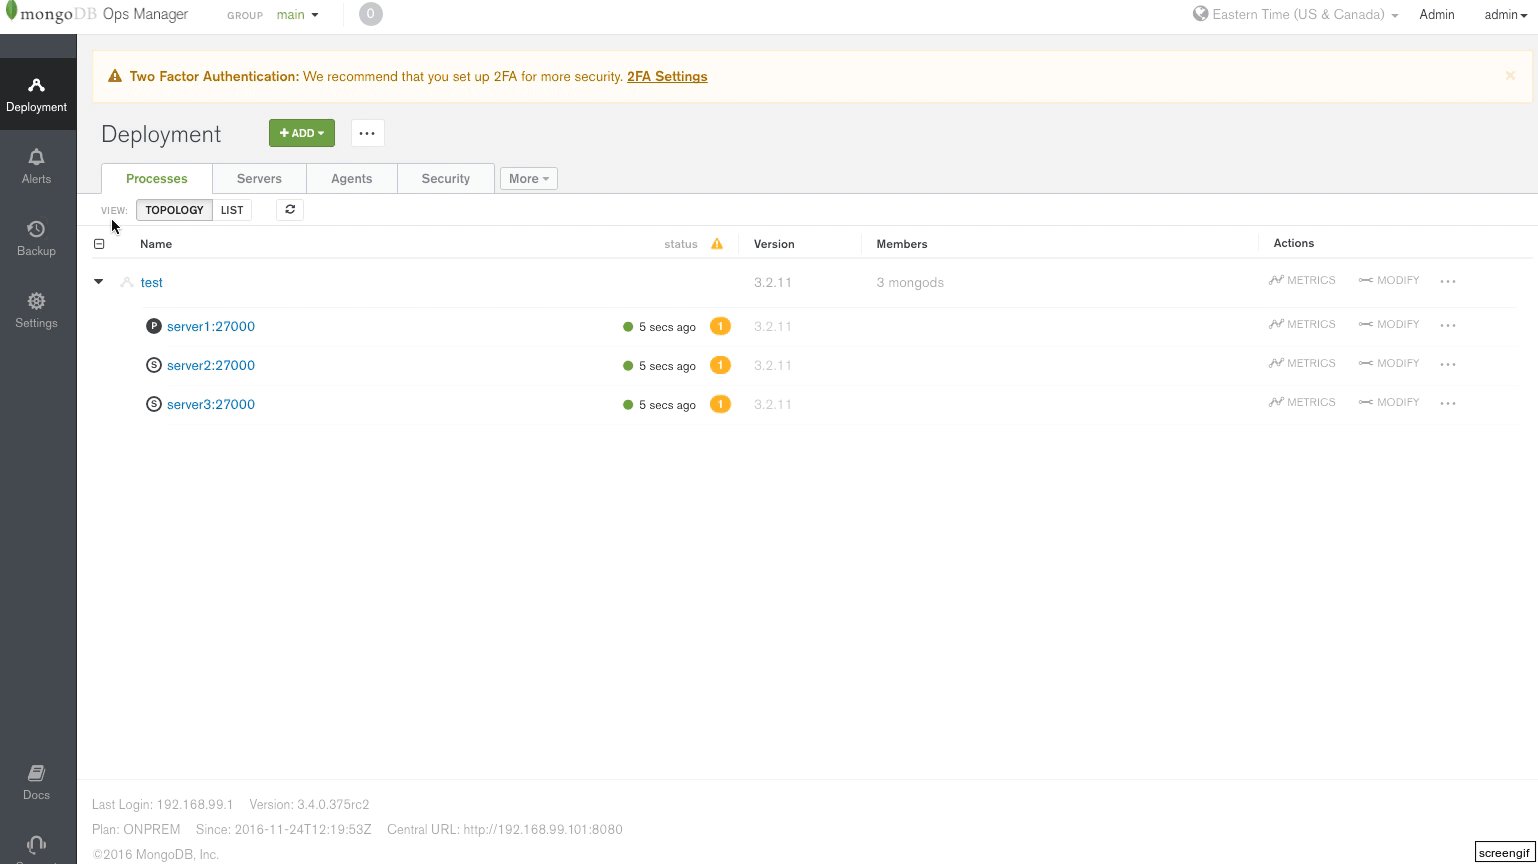 mongoDB Ops Manager GROUP main 0 Eastern Time (US & Canada) Admin admin
Two Factor Authentication: We recommend that you set up 2FA for more security. 2FA Settings ×
Deployment
Deployment + ADD ...
Alerts
Processes Servers Agents Security More
VIEW: TOPOLOGY LIST
Backup
Name status Version Members Actions
test 3.2.11 3 mongods METRICS MODIFY ...
Settings
P server1:27000 5 secs ago 1 3.2.11 METRICS MODIFY ...
S server2:27000 5 secs ago 1 3.2.11 METRICS MODIFY ...
S server3:27000 5 secs ago 1 3.2.11 METRICS MODIFY ...
Docs
Last Login: 192.168.99.1 Version: 3.4.0.375rc2
Plan: ONPREM Since: 2016-11-24T12:19:53Z Central URL: http://192.168.99.101:8080
©2016 MongoDB, Inc.
screengif